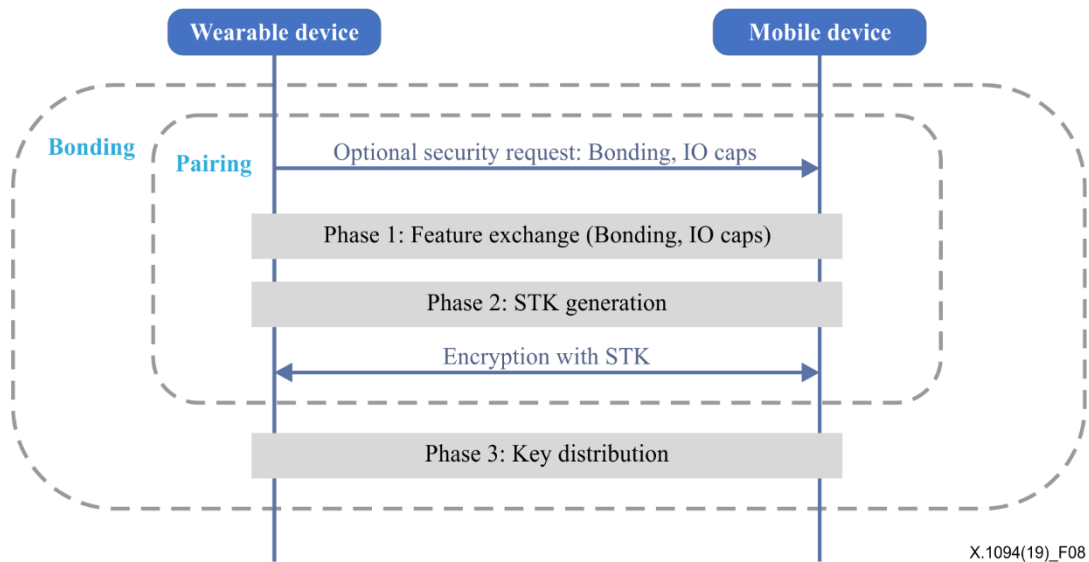 Wearable device
Mobile device
Bonding
Pairing
Optional security request: Bonding, IO caps
Phase 1: Feature exchange (Bonding, IO caps)
Phase 2: STK generation
Encryption with STK
Phase 3: Key distribution
X.1094(19)_F08